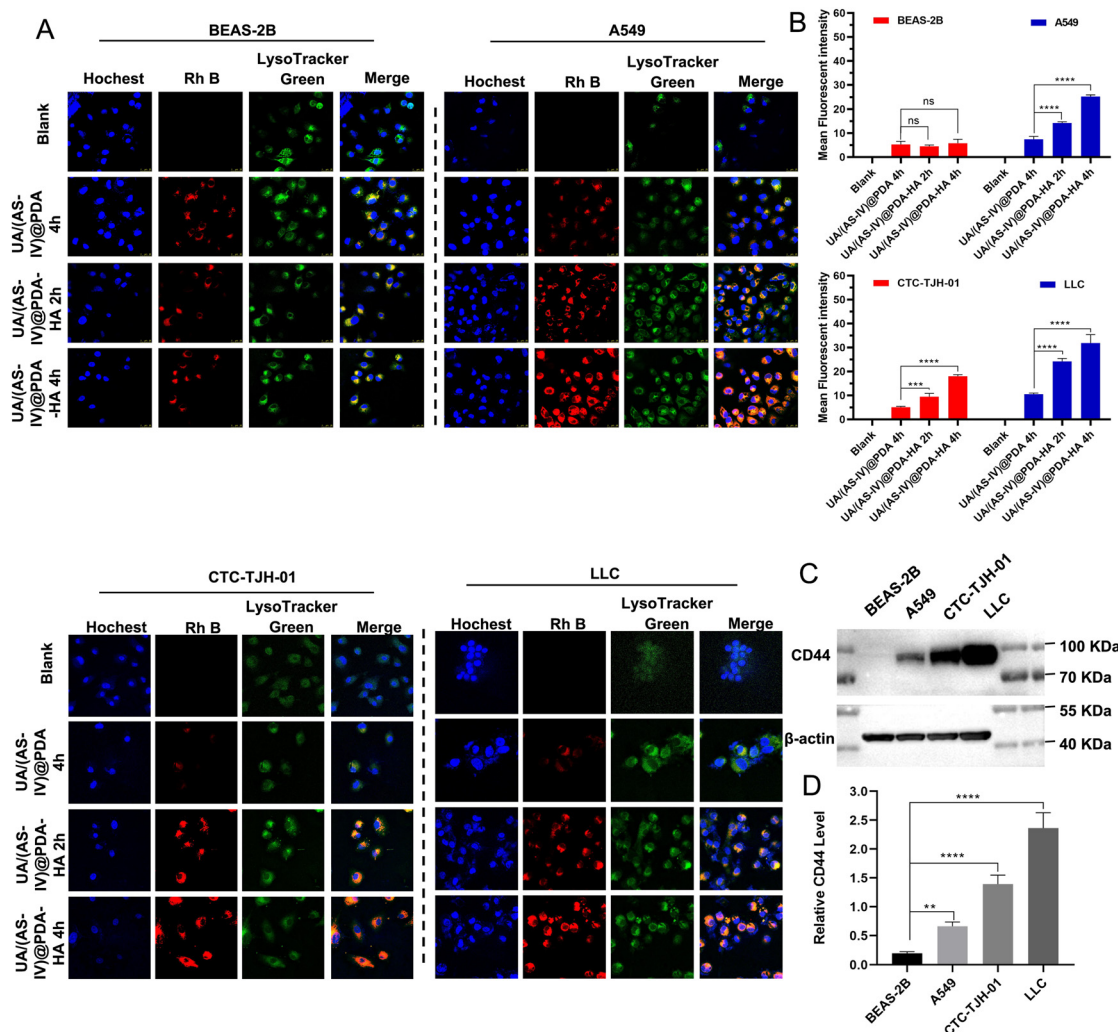 A
BEAS-2B
Hochest
Rh B
LysoTracker
Green
Merge
A549
Hochest
Rh B
LysoTracker
Green
Merge
Blank
UA/(AS-
IV)@PDA
4h
UA/(AS-
IV)@PDA-
HA 2h
UA/(AS-
IV)@PDA
-HA 4h
B
Mean Fluorescent intensity
60
50
40
30
20
10
0
BEAS-2B
A549
ns
ns
****
****
Blank
UA/(AS-IV)@PDA 4h
UA/(AS-IV)@PDA-HA 2h
UA/(AS-IV)@PDA-HA 4h
Blank
UA/(AS-IV)@PDA 4h
UA/(AS-IV)@PDA-HA 2h
UA/(AS-IV)@PDA-HA 4h
Mean Fluorescent intensity
60
50
40
30
20
10
0
CTC-TJH-01
LLC
***
****
****
****
Blank
UA/(AS-IV)@PDA 4h
UA/(AS-IV)@PDA-HA 2h
UA/(AS-IV)@PDA-HA 4h
Blank
UA/(AS-IV)@PDA 4h
UA/(AS-IV)@PDA-HA 2h
UA/(AS-IV)@PDA-HA 4h
CTC-TJH-01
Hochest
Rh B
LysoTracker
Green
Merge
LLC
Hochest
Rh B
LysoTracker
Green
Merge
Blank
UA/(AS-
IV)@PDA
4h
UA/(AS-
IV)@PDA-
HA 2h
UA/(AS-
IV)@PDA-
HA 4h
C
BEAS-2B
A549
CTC-TJH-01
LLC
CD44
100 KDa
70 KDa
β-actin
55 KDa
40 KDa
D
Relative CD44 Level
3.0
2.5
2.0
1.5
1.0
0.5
0.0
**
****
****
BEAS-2B
A549
CTC-TJH-01
LLC